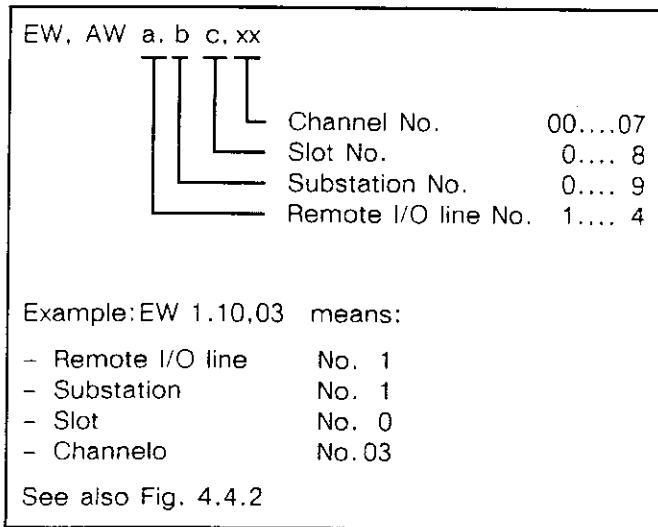 EW, AW a. b c, xx
Channel No. 00....07
Slot No. 0.... 8
Substation No. 0.... 9
Remote I/O line No. 1.... 4
Example: EW 1.10,03 means:
- Remote I/O line No. 1
- Substation No. 1
- Slot No. 0
- Channelo No. 03
See also Fig. 4.4.2